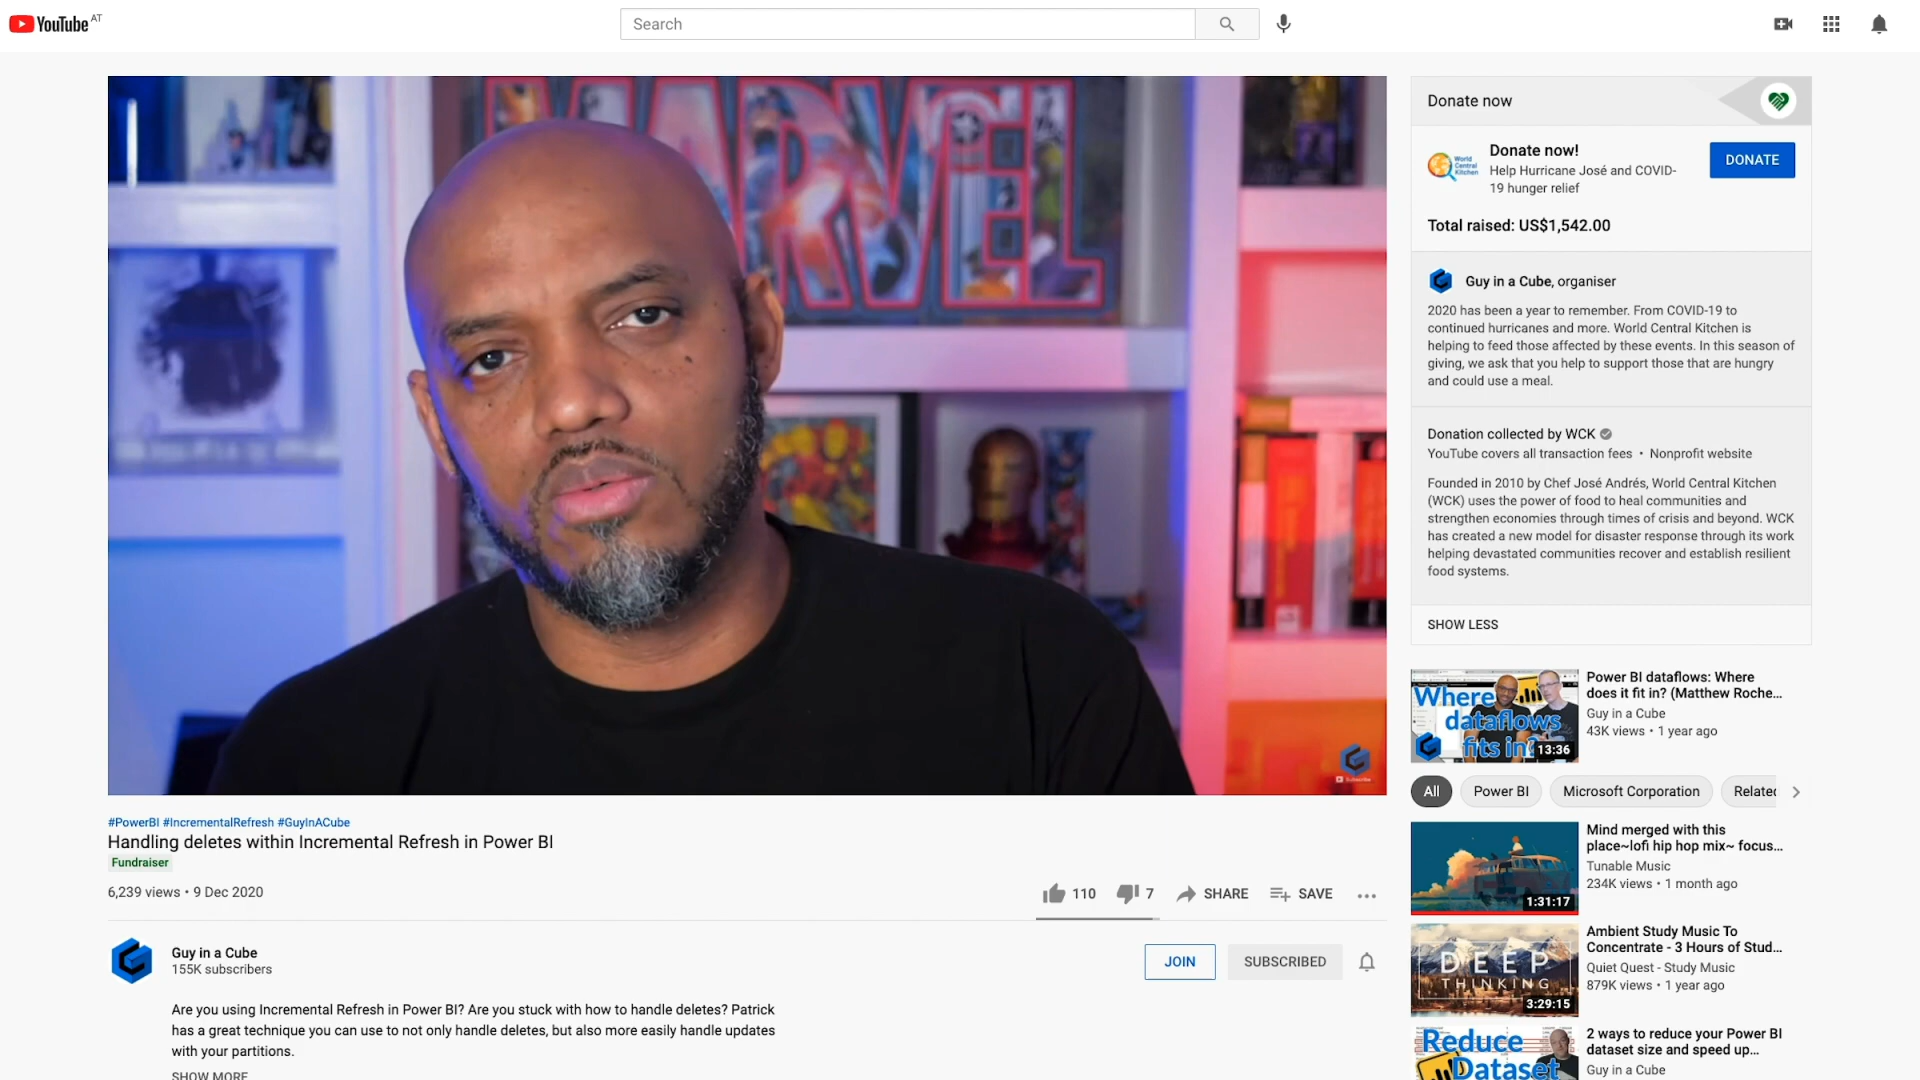 YouTube AT
Search
MARVEL
Subscribe
#PowerBI #IncrementalRefresh #GuyInACube
Handling deletes within Incremental Refresh in Power BI
Fundraiser
6,239 views • 9 Dec 2020
110
7
SHARE
SAVE
Guy in a Cube
155K subscribers
JOIN
SUBSCRIBED
Are you using Incremental Refresh in Power BI? Are you stuck with how to handle deletes? Patrick
has a great technique you can use to not only handle deletes, but also more easily handle updates
with your partitions.
SHOW MORE
Donate now
World
Central
Kitchen
Donate now!
Help Hurricane José and COVID-
19 hunger relief
DONATE
Total raised: US$1,542.00
Guy in a Cube, organiser
2020 has been a year to remember. From COVID-19 to
continued hurricanes and more. World Central Kitchen is
helping to feed those affected by these events. In this season of
giving, we ask that you help to support those that are hungry
and could use a meal.
Donation collected by WCK
YouTube covers all transaction fees • Nonprofit website
Founded in 2010 by Chef José Andrés, World Central Kitchen
(WCK) uses the power of food to heal communities and
strengthen economies through times of crisis and beyond. WCK
has created a new model for disaster response through its work
helping devastated communities recover and establish resilient
food systems.
SHOW LESS
Where
dataflows
fits in?
13:36
Power BI dataflows: Where
does it fit in? (Matthew Roche...
Guy in a Cube
43K views • 1 year ago
All
Power BI
Microsoft Corporation
Related
1:31:17
Mind merged with this
place~lofi hip hop mix~ focus...
Tunable Music
234K views • 1 month ago
DEEP
THINKING
3:29:15
Ambient Study Music To
Concentrate - 3 Hours of Stud...
Quiet Quest - Study Music
879K views • 1 year ago
Reduce
Dataset
2 ways to reduce your Power BI
dataset size and speed up...
Guy in a Cube